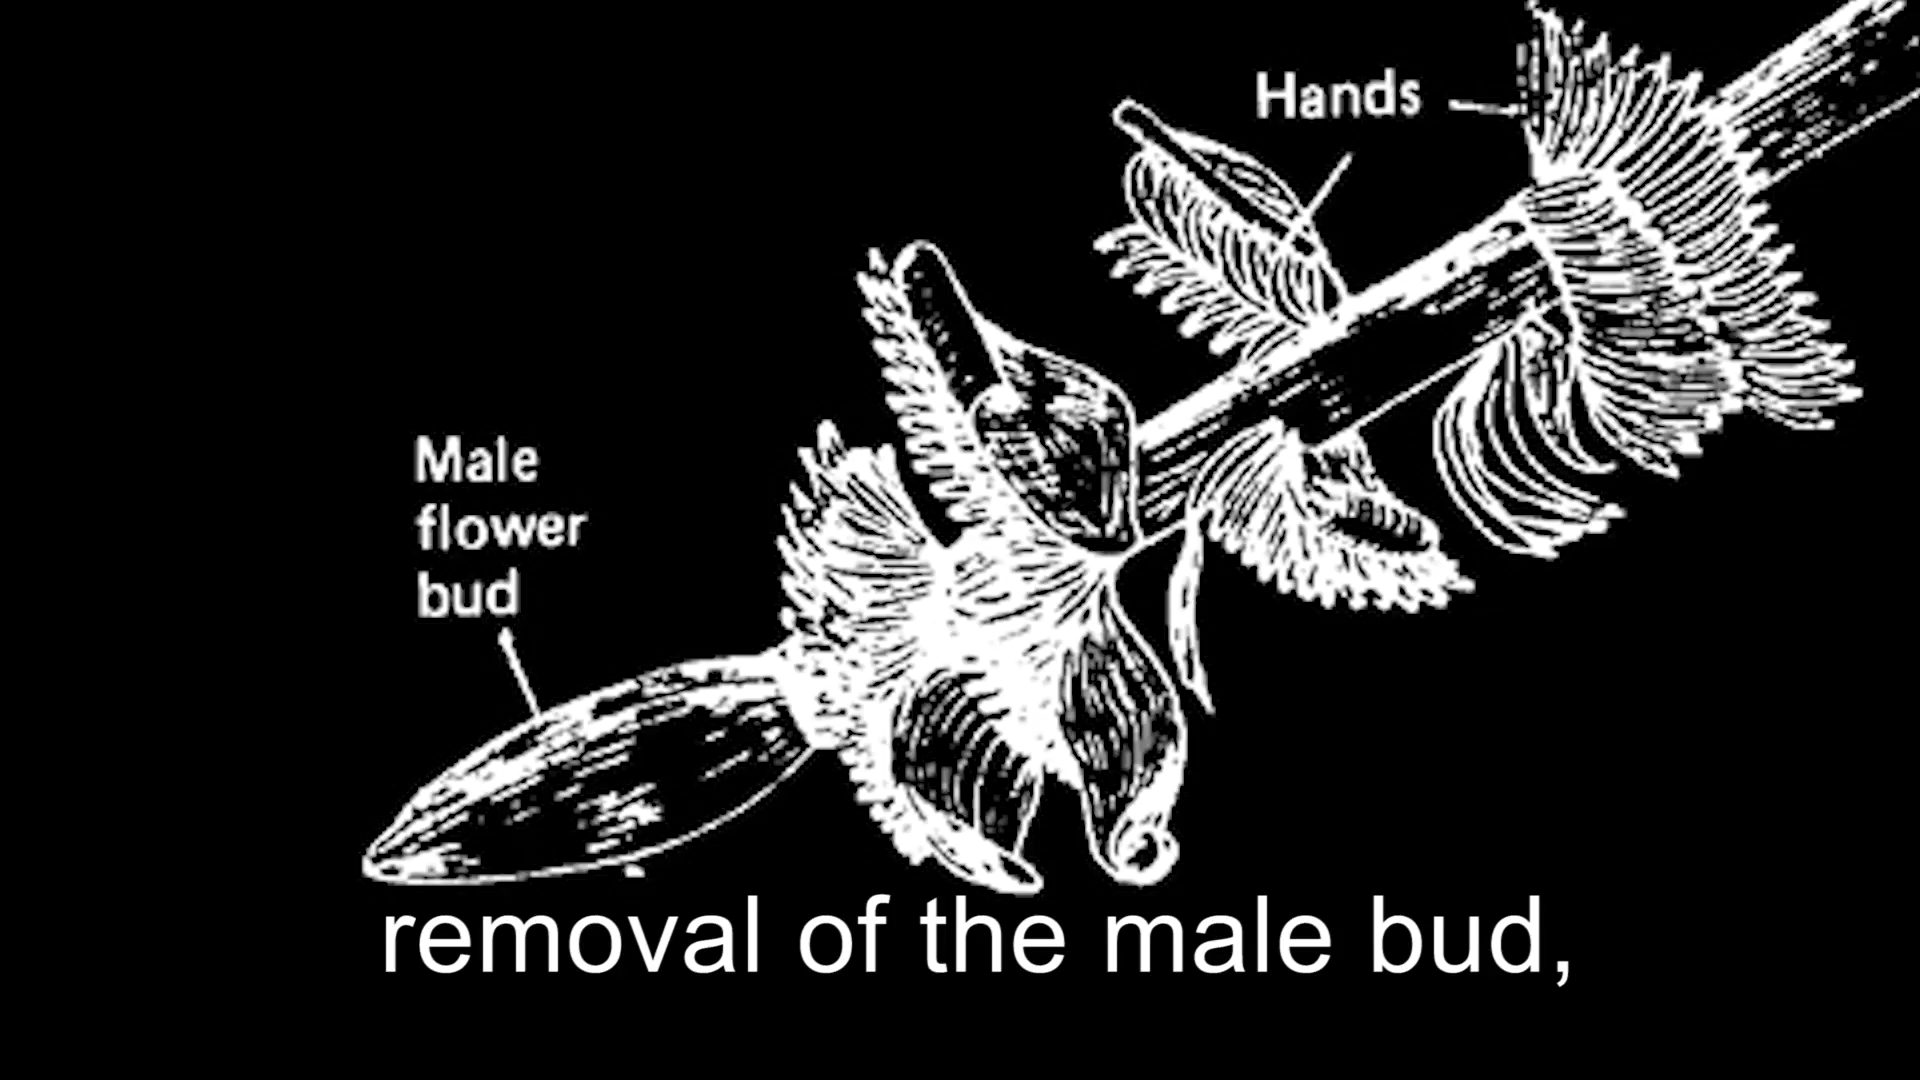 Hands
Male
flower
bud
removal of the male bud,